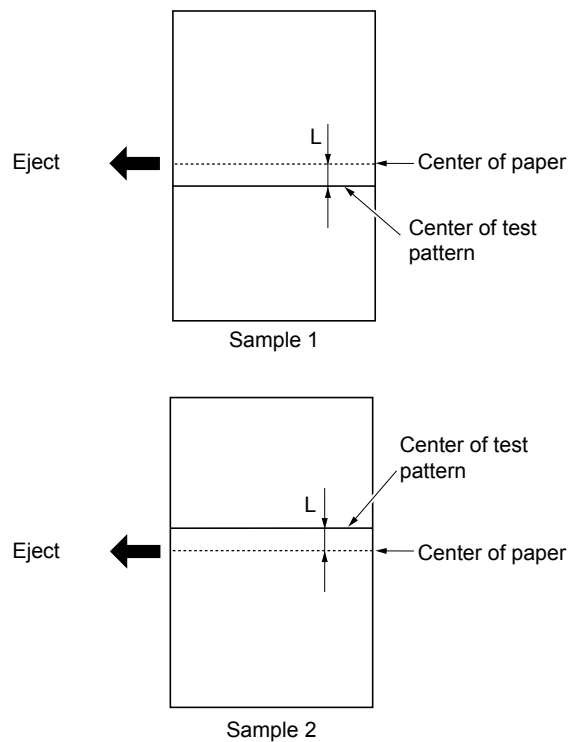 L
Eject
Center of paper
Center of test
pattern
Sample 1
Center of test
pattern
L
Eject
Center of paper
Sample 2